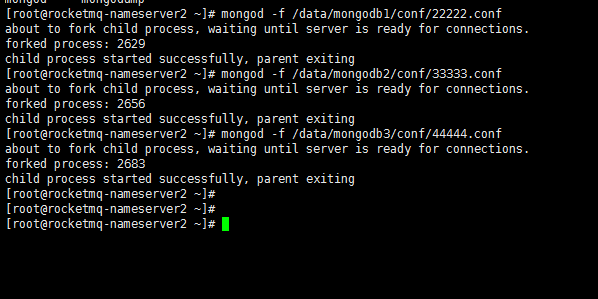 [root@rocketmq-nameserver2 ~]# mongod -f /data/mongodb1/conf/22222.conf
about to fork child process, waiting until server is ready for connections.
forked process: 2629
child process started successfully, parent exiting
[root@rocketmq-nameserver2 ~]# mongod -f /data/mongodb2/conf/33333.conf
about to fork child process, waiting until server is ready for connections.
forked process: 2656
child process started successfully, parent exiting
[root@rocketmq-nameserver2 ~]# mongod -f /data/mongodb3/conf/44444.conf
about to fork child process, waiting until server is ready for connections.
forked process: 2683
child process started successfully, parent exiting
[root@rocketmq-nameserver2 ~]#
[root@rocketmq-nameserver2 ~]#
[root@rocketmq-nameserver2 ~]#